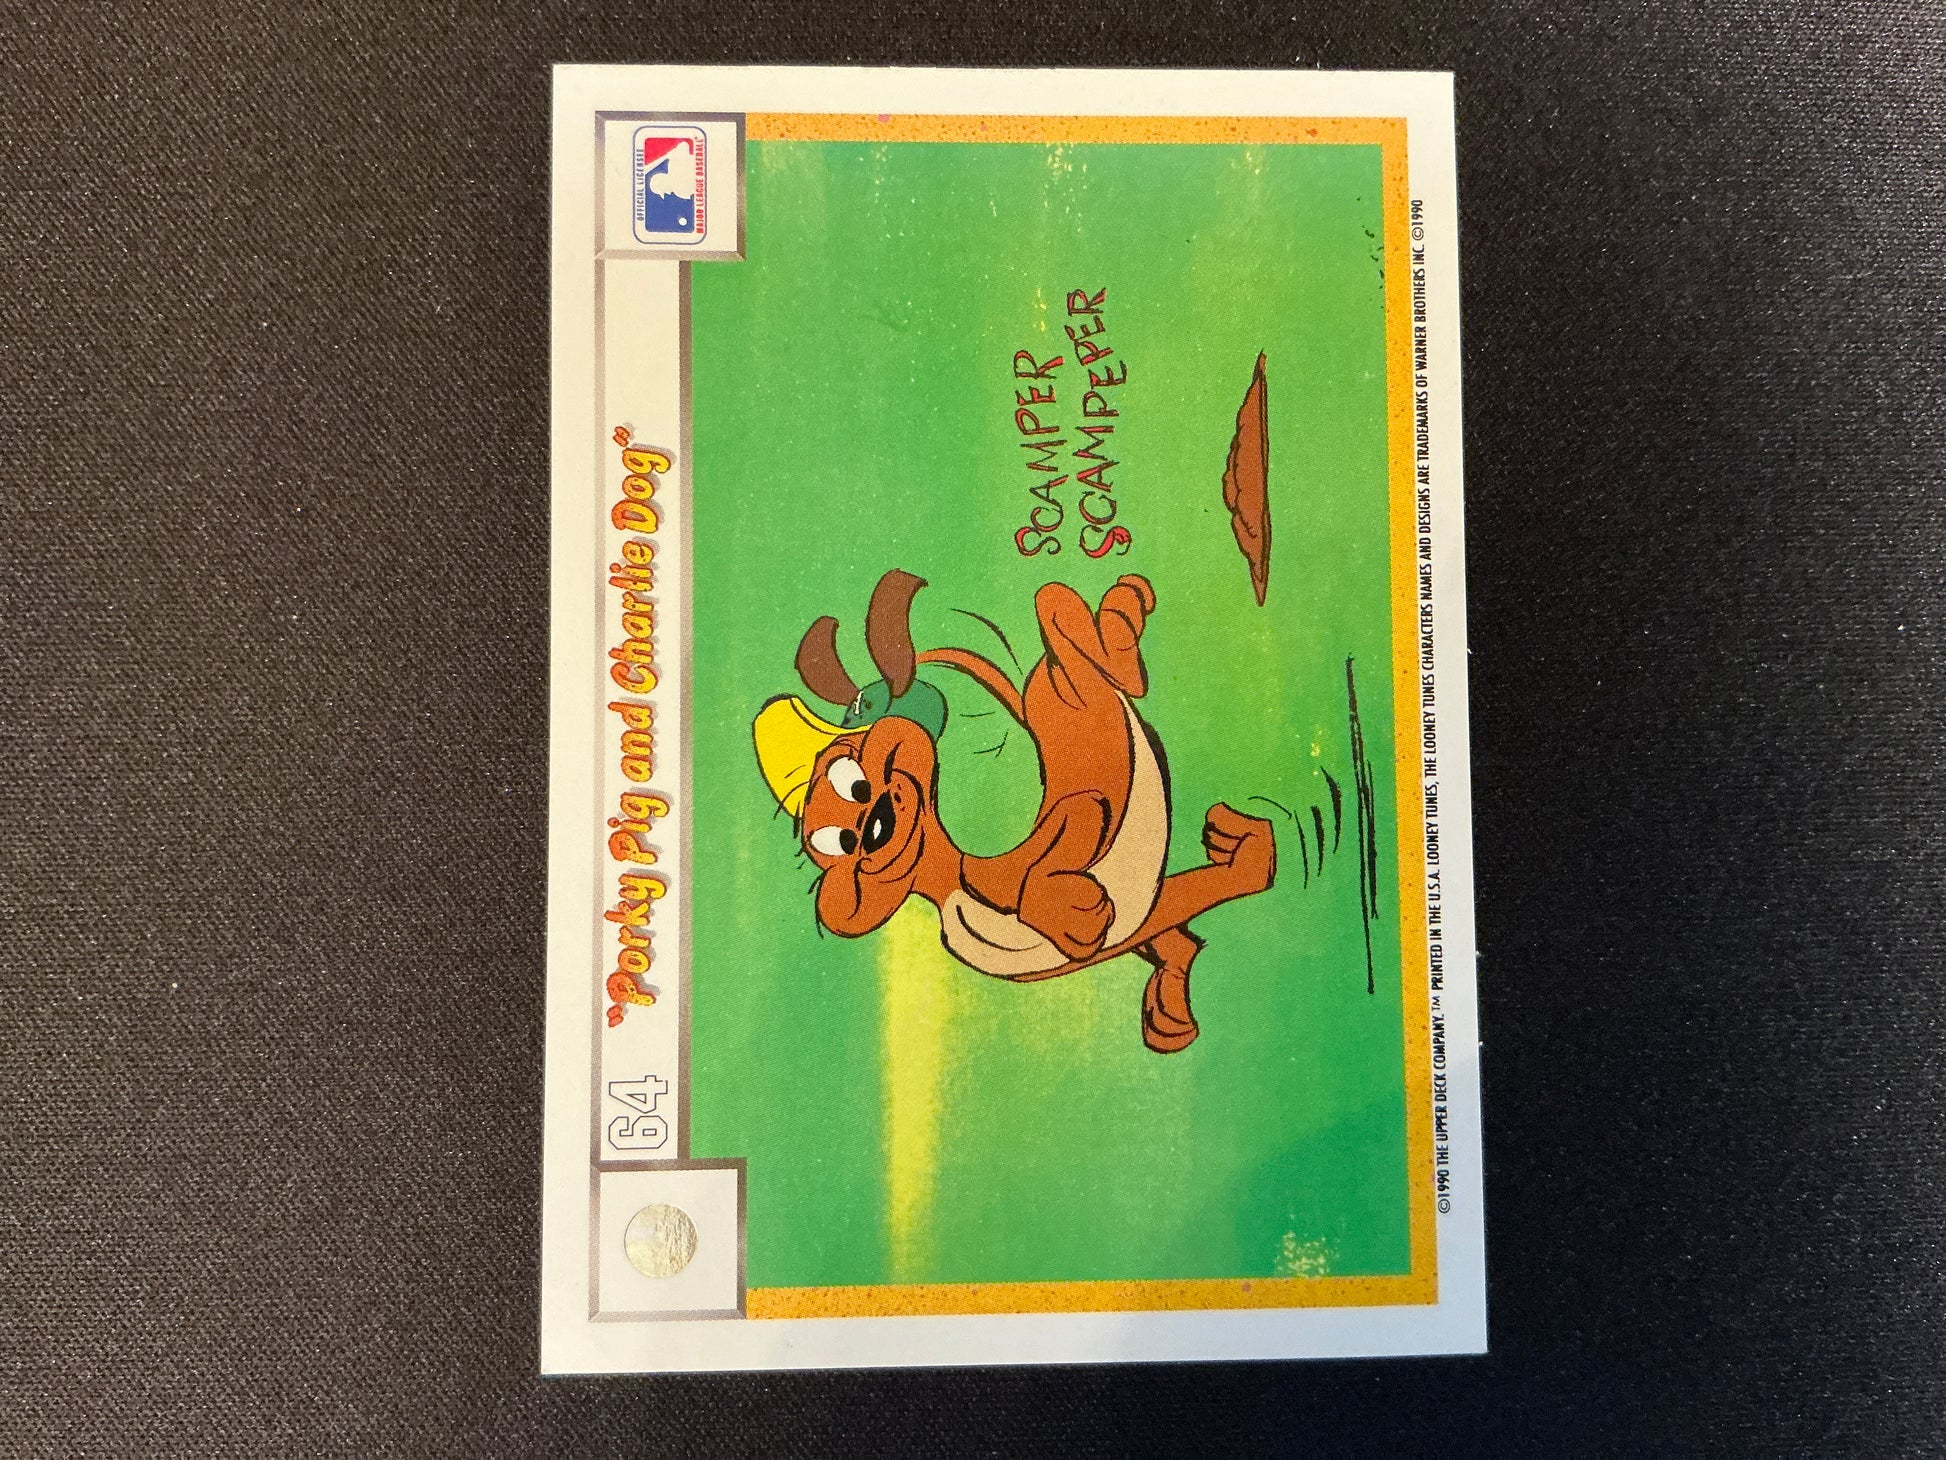 64 "Porky Pig and Charlie Dog"
OFFICIAL LICENSEE
MAJOR LEAGUE BASEBALL
SCAMPER
SCAMPER
©1990 THE UPPER DECK COMPANY.™ PRINTED IN THE U.S.A. LOONEY TUNES, THE LOONEY TUNES CHARACTERS NAMES AND DESIGNS ARE TRADEMARKS OF WARNER BROTHERS INC. ©1990